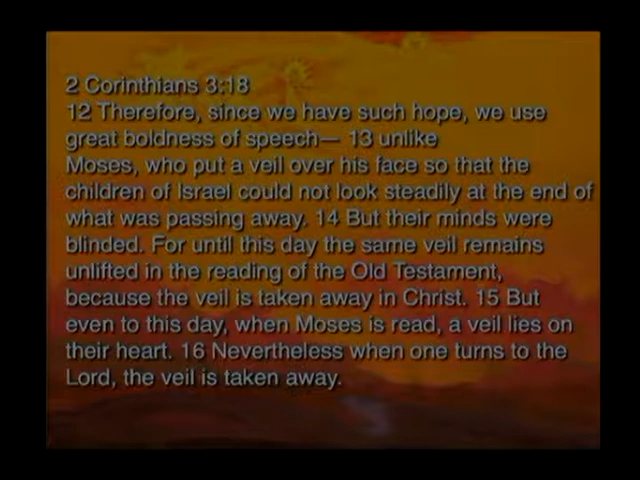 2 Corinthians 3:18
12 Therefore, since we have such hope, we use
great boldness of speech— 13 unlike
Moses, who put a veil over his face so that the
children of Israel could not look steadily at the end of
what was passing away. 14 But their minds were
blinded. For until this day the same veil remains
unlifted in the reading of the Old Testament,
because the veil is taken away in Christ. 15 But
even to this day, when Moses is read, a veil lies on
their heart. 16 Nevertheless when one turns to the
Lord, the veil is taken away.